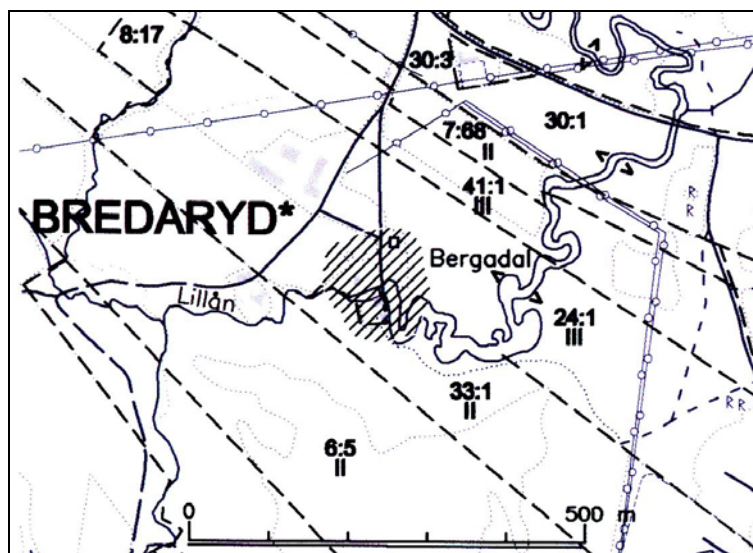 8:17
30:3
30:1
7:68
II
41:1
III
BREDARYD*
Bergadal
Lillån
24:1
III
33:1
II
6:5
II
R R
R R
R R
0
500 m